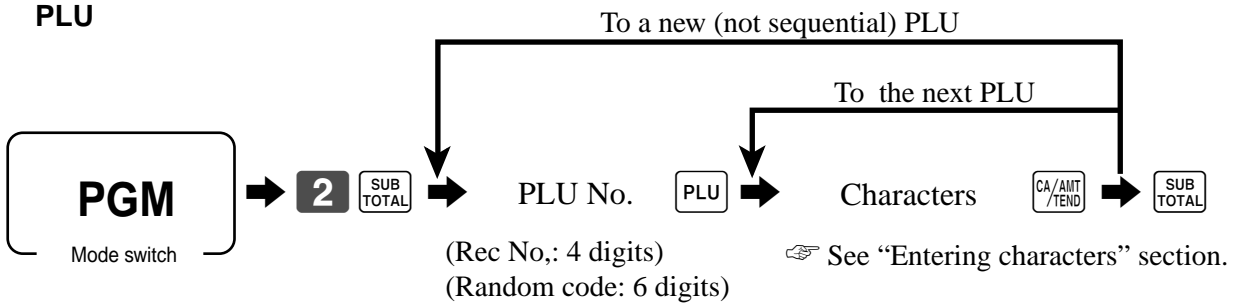 PLU
To a new (not sequential) PLU
To the next PLU
PGM
Mode switch
2 SUB TOTAL PLU No. PLU Characters CA/AMT /TEND SUB TOTAL
(Rec No,: 4 digits)
(Random code: 6 digits)
☞ See “Entering characters” section.